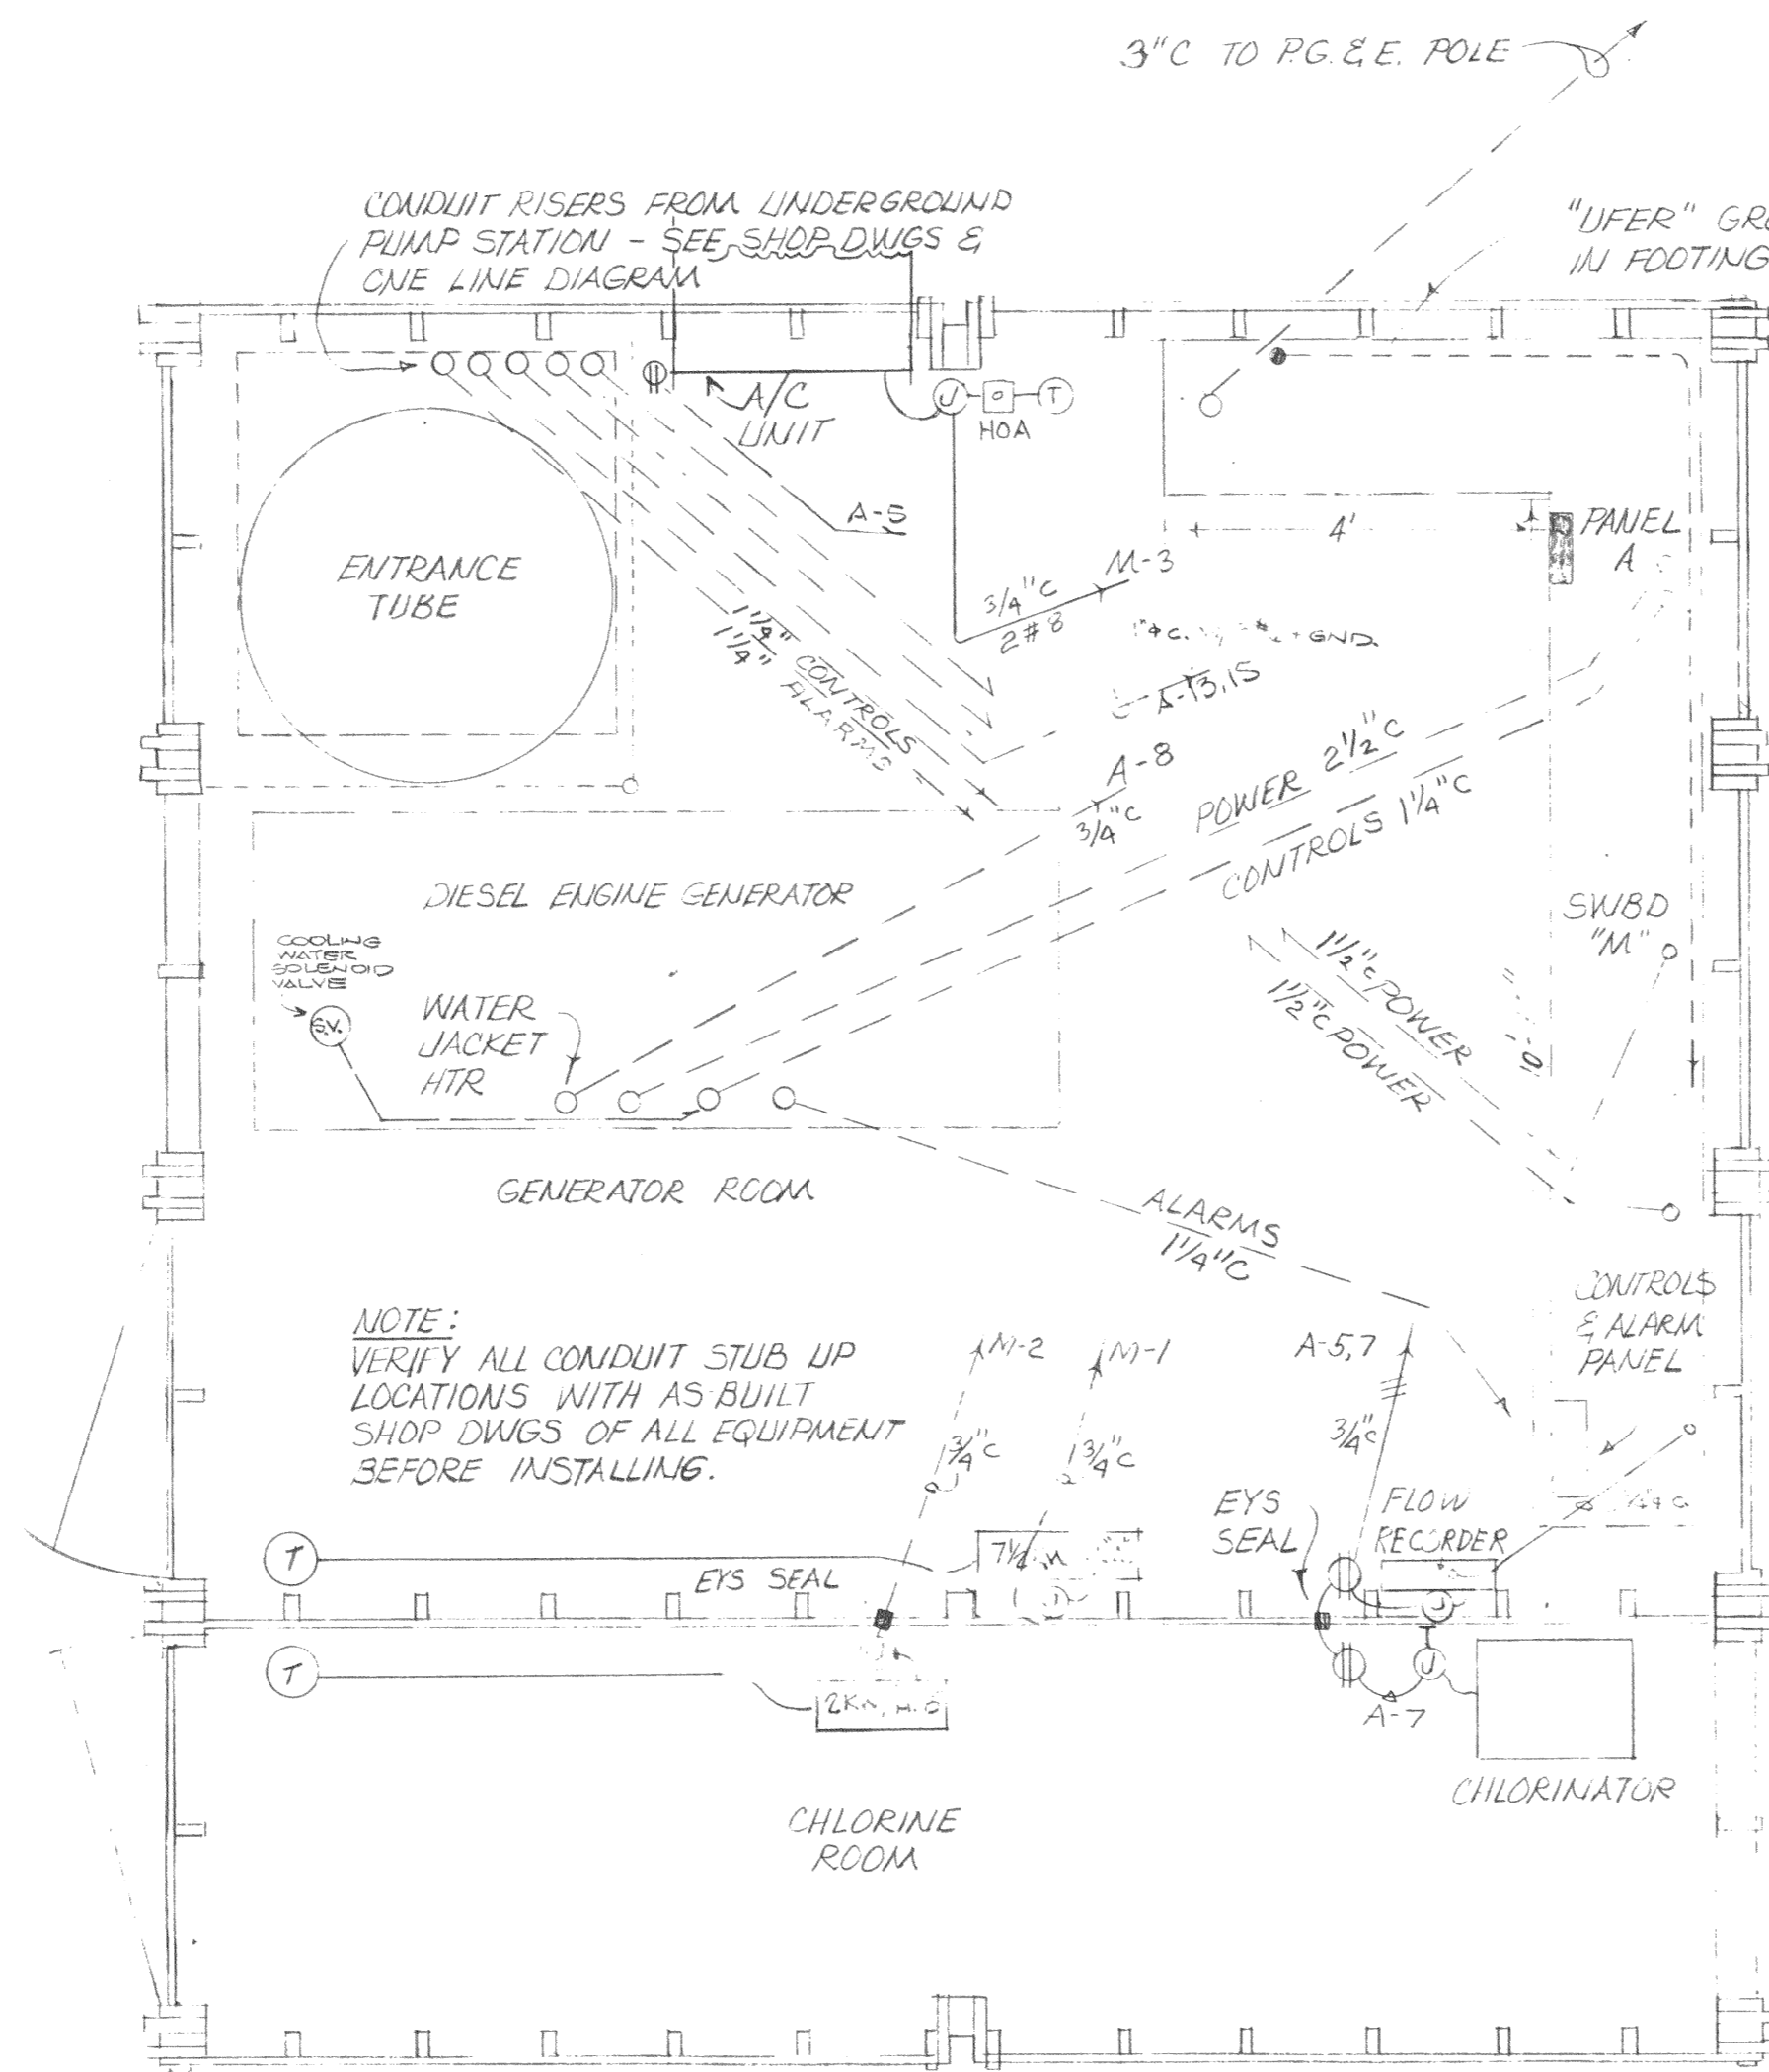 3"C TO P.G.& E. POLE
CONDUIT RISERS FROM UNDERGROUND
PUMP STATION - SEE SHOP DWGS &
ONE LINE DIAGRAM
"UFER" GR
IN FOOTING
A/C
UNIT
J
T
HOA
A-5
4'
PANEL
A
ENTRANCE
TUBE
M-3
3/4"C
2#8
+ GND.
A-13,15
1 1/4" CONTROLS
1 1/4" ALARMS
A-8
3/4"C
POWER 2 1/2"C
CONTROLS 1 1/4"C
DIESEL ENGINE GENERATOR
SWBD
"M"
COOLING
WATER
SOLENOID
VALVE
S.V.
WATER
JACKET
HTR
1 1/2"C POWER
1 1/2"C POWER
GENERATOR ROOM
ALARMS
1 1/4"C
CONTROLS
& ALARM
PANEL
NOTE:
VERIFY ALL CONDUIT STUB UP
LOCATIONS WITH AS-BUILT
SHOP DWGS OF ALL EQUIPMENT
BEFORE INSTALLING.
M-2
M-1
A-5,7
3/4"C
3/4"C
3/4"C
EYS
SEAL
FLOW
RECORDER
T
EYS SEAL
J
T
J
A-7
CHLORINATOR
CHLORINE
ROOM